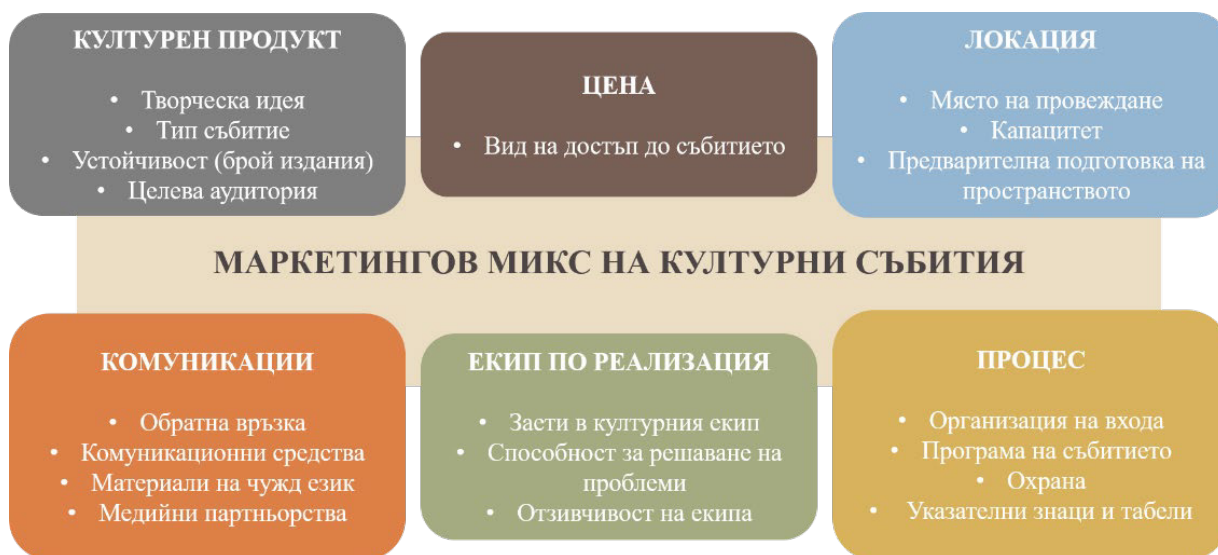 КУЛТУРЕН ПРОДУКТ
• Творческа идея
• Тип събитие
• Устойчивост (брой издания)
• Целева аудитория
ЦЕНА
• Вид на достъп до събитието
ЛОКАЦИЯ
• Място на провеждане
• Капацитет
• Предварителна подготовка на
пространството
МАРКЕТИНГОВ МИКС НА КУЛТУРНИ СЪБИТИЯ
КОМУНИКАЦИИ
• Обратна връзка
• Комуникационни средства
• Материали на чужд език
• Медийни партньорства
ЕКИП ПО РЕАЛИЗАЦИЯ
• Заети в културния екип
• Способност за решаване на
проблеми
• Отзивчивост на екипа
ПРОЦЕС
• Организация на входа
• Програма на събитието
• Охрана
• Указателни знаци и табели